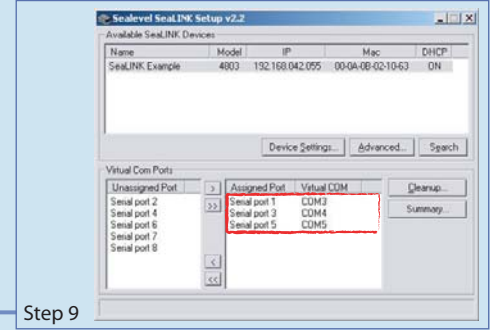 Sealevel SeaLINK Setup v2.2
Available SeaLINK Devices
Name Model IP Mac DHCP
SeaLINK Example 4803 192.168.042.055 00-0A-0B-02-10-63 ON
Device Settings... Advanced... Search
Virtual Com Ports
Unassigned Port > Assigned Port Virtual COM Cleanup...
Serial port 2 >> Serial port 1 COM3 Summary...
Serial port 4 Serial port 3 COM4
Serial port 6 Serial port 5 COM5
Serial port 7
Serial port 8
<
<<
Step 9